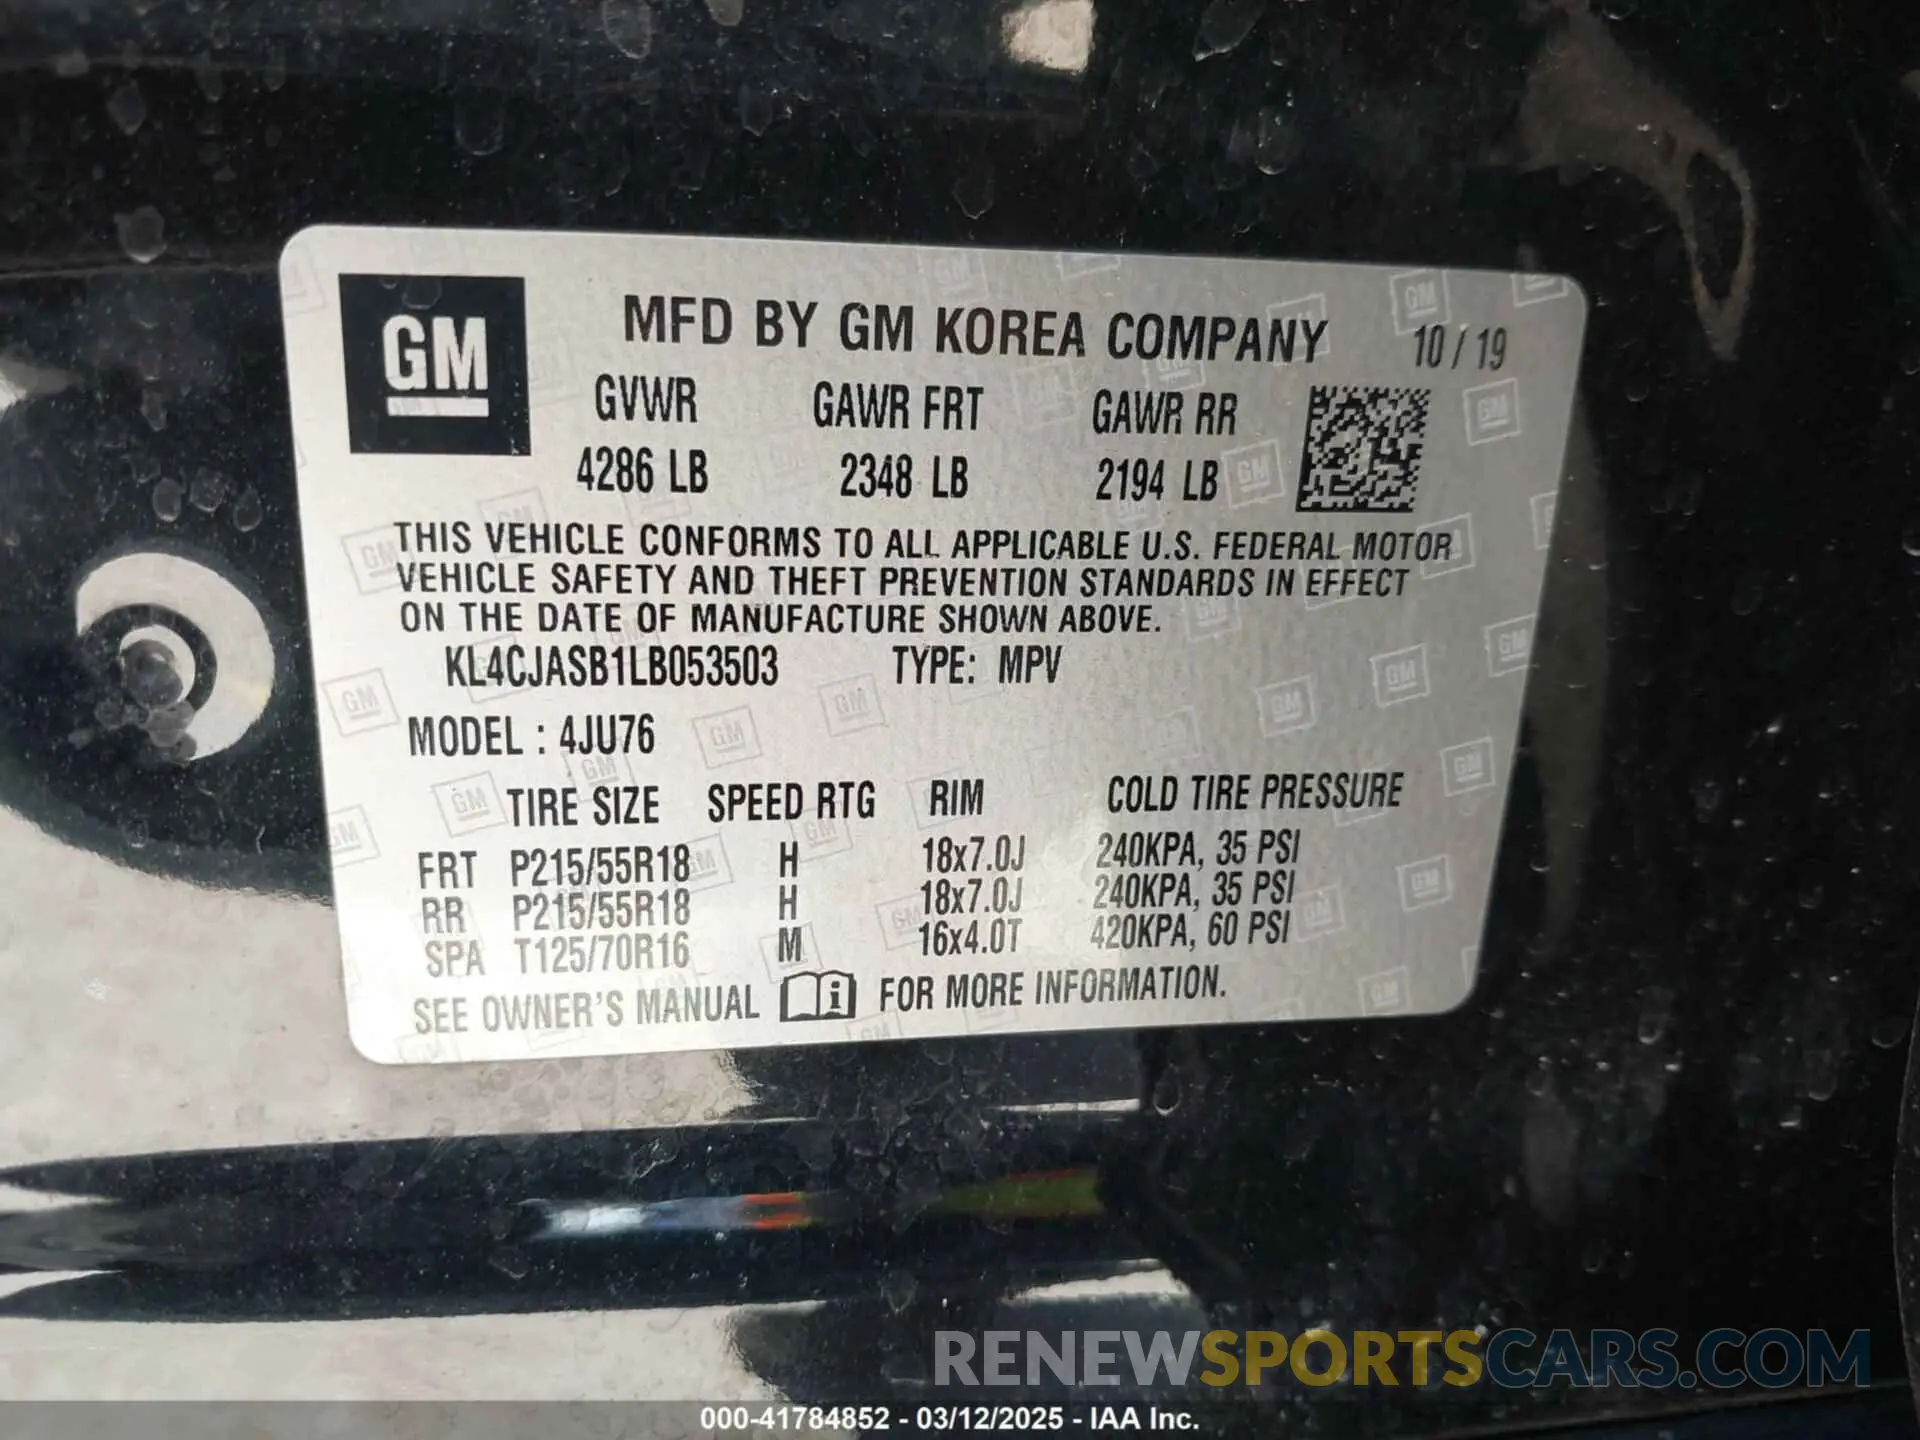 GM
MFD BY GM KOREA COMPANY 10 / 19
GVWR GAWR FRT GAWR RR
4286 LB 2348 LB 2194 LB
THIS VEHICLE CONFORMS TO ALL APPLICABLE U.S. FEDERAL MOTOR
VEHICLE SAFETY AND THEFT PREVENTION STANDARDS IN EFFECT
ON THE DATE OF MANUFACTURE SHOWN ABOVE.
KL4CJASB1LB053503 TYPE: MPV
MODEL : 4JU76
TIRE SIZE SPEED RTG RIM COLD TIRE PRESSURE
FRT P215/55R18 H 18x7.0J 240KPA, 35 PSI
RR P215/55R18 H 18x7.0J 240KPA, 35 PSI
SPA T125/70R16 M 16x4.0T 420KPA, 60 PSI
SEE OWNER'S MANUAL i FOR MORE INFORMATION.
RENEWSPORTSCARS.COM
000-41784852 - 03/12/2025 - IAA Inc.